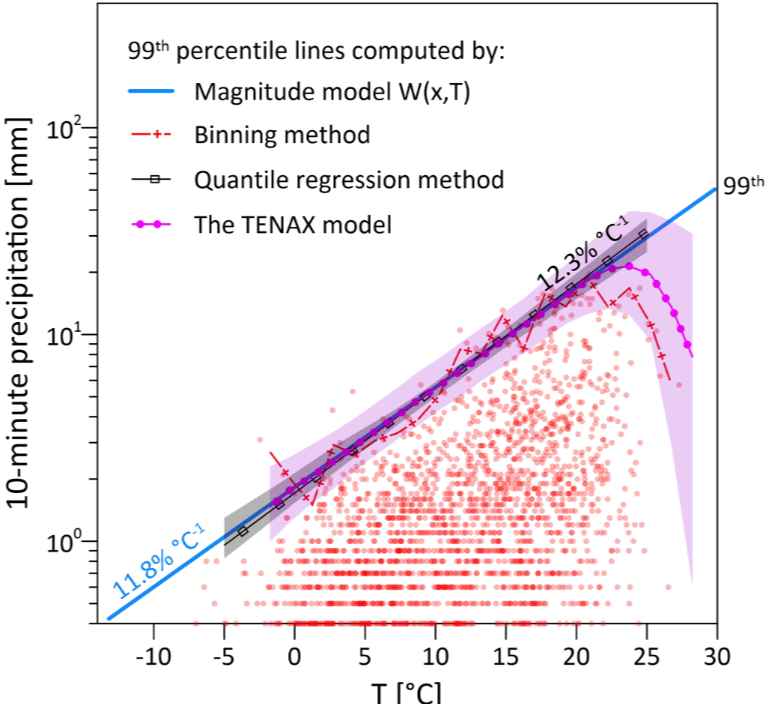 99th percentile lines computed by:
Magnitude model W(x,T)
Binning method
Quantile regression method
The TENAX model
10-minute precipitation [mm]
10²
10¹
10⁰
99th
12.3% °C⁻¹
11.8% °C⁻¹
-10 -5 0 5 10 15 20 25 30
T [°C]